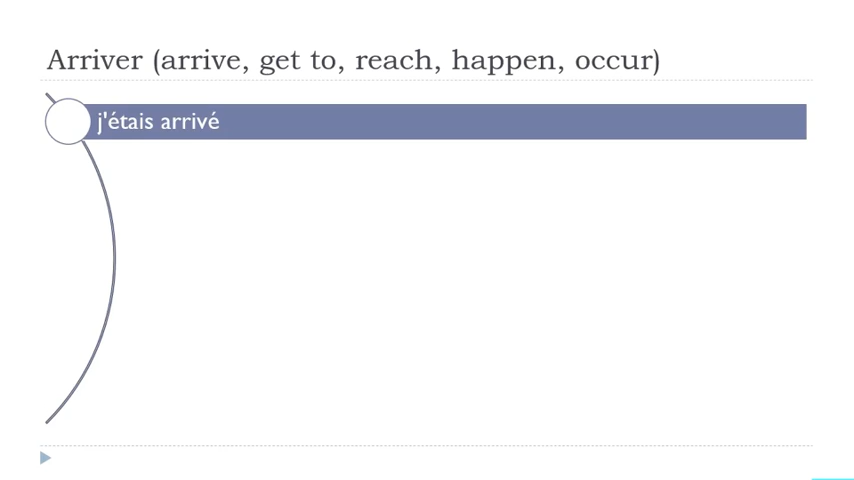 Arriver (arrive, get to, reach, happen, occur)
j'étais arrivé